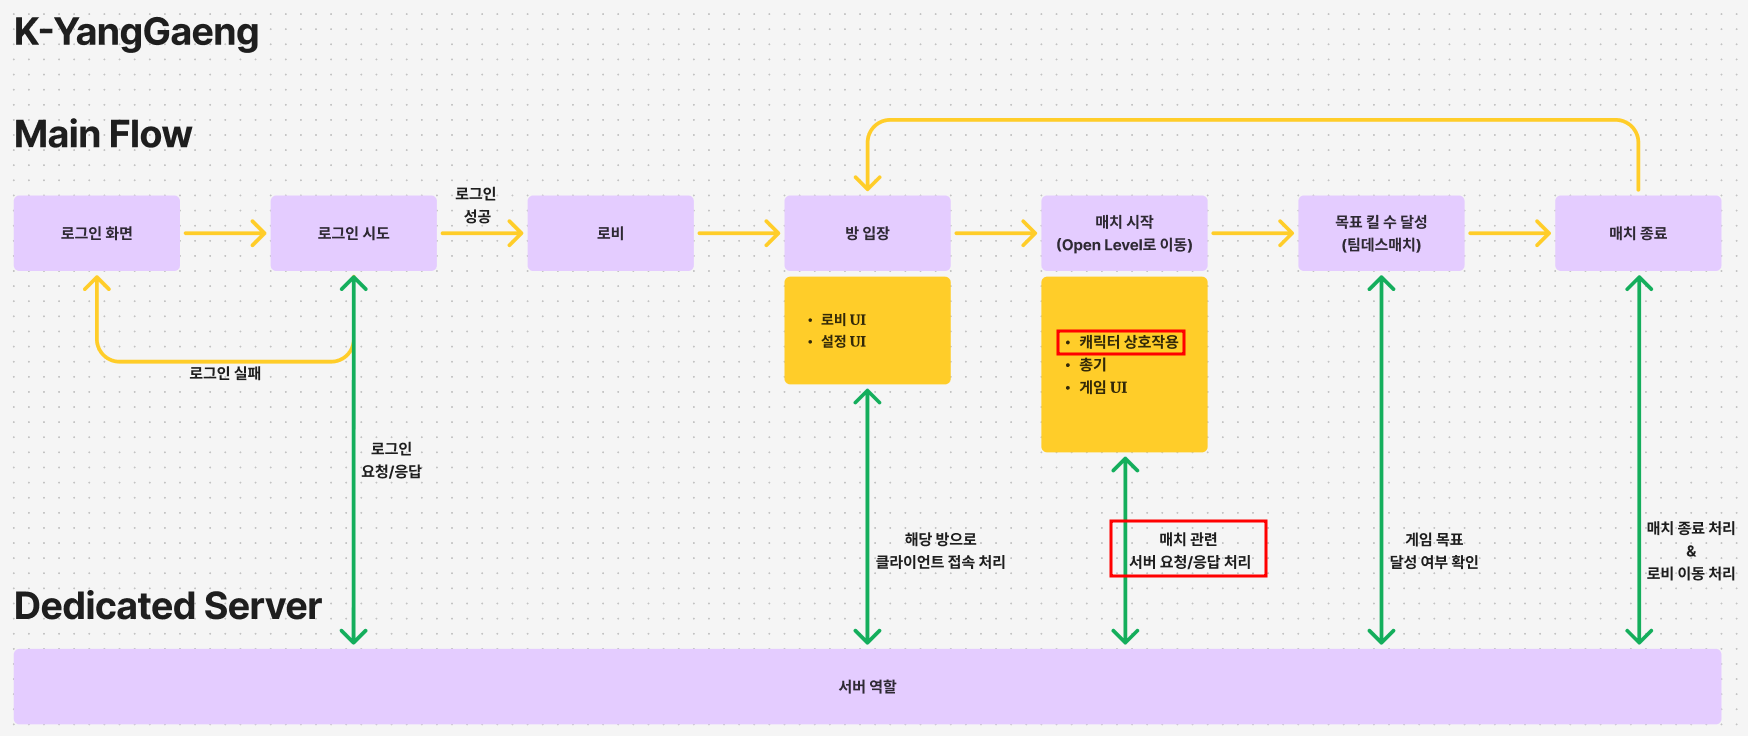 K-YangGaeng
Main Flow
로그인 화면
로그인 시도
로그인
성공
로비
방 입장
매치 시작
(Open Level로 이동)
목표 킬 수 달성
(팀데스매치)
매치 종료
• 로비 UI
• 설정 UI
• 캐릭터 상호작용
• 총기
• 게임 UI
로그인 실패
로그인
요청/응답
해당 방으로
클라이언트 접속 처리
매치 관련
서버 요청/응답 처리
게임 목표
달성 여부 확인
매치 종료 처리
&
로비 이동 처리
Dedicated Server
서버 역할